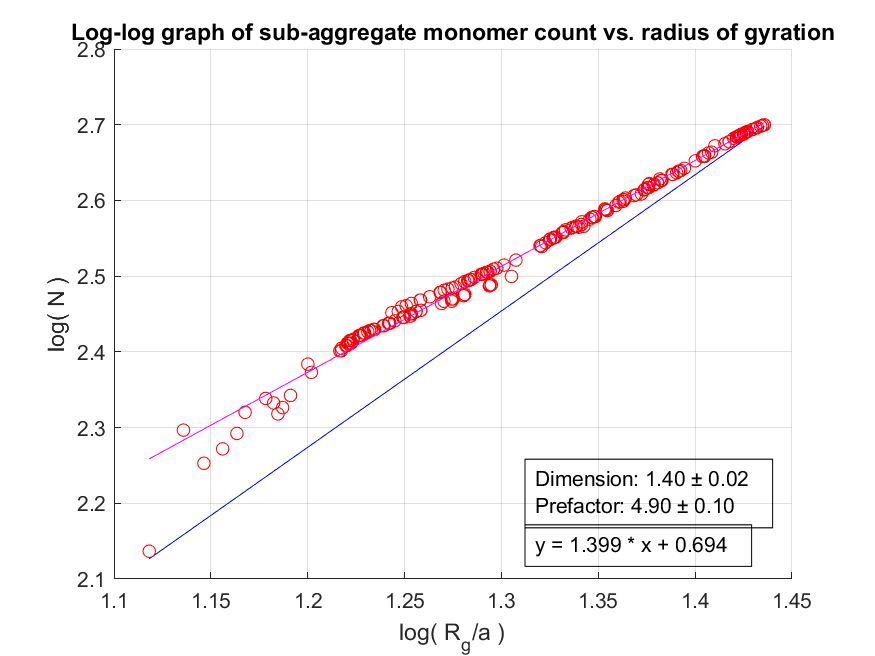 Log-log graph of sub-aggregate monomer count vs. radius of gyration
2.8
2.7
2.6
2.5
2.4
2.3
2.2
2.1
log( N )
Dimension: 1.40 ± 0.02
Prefactor: 4.90 ± 0.10
y = 1.399 * x + 0.694
1.1 1.15 1.2 1.25 1.3 1.35 1.4 1.45
log( R_g/a )